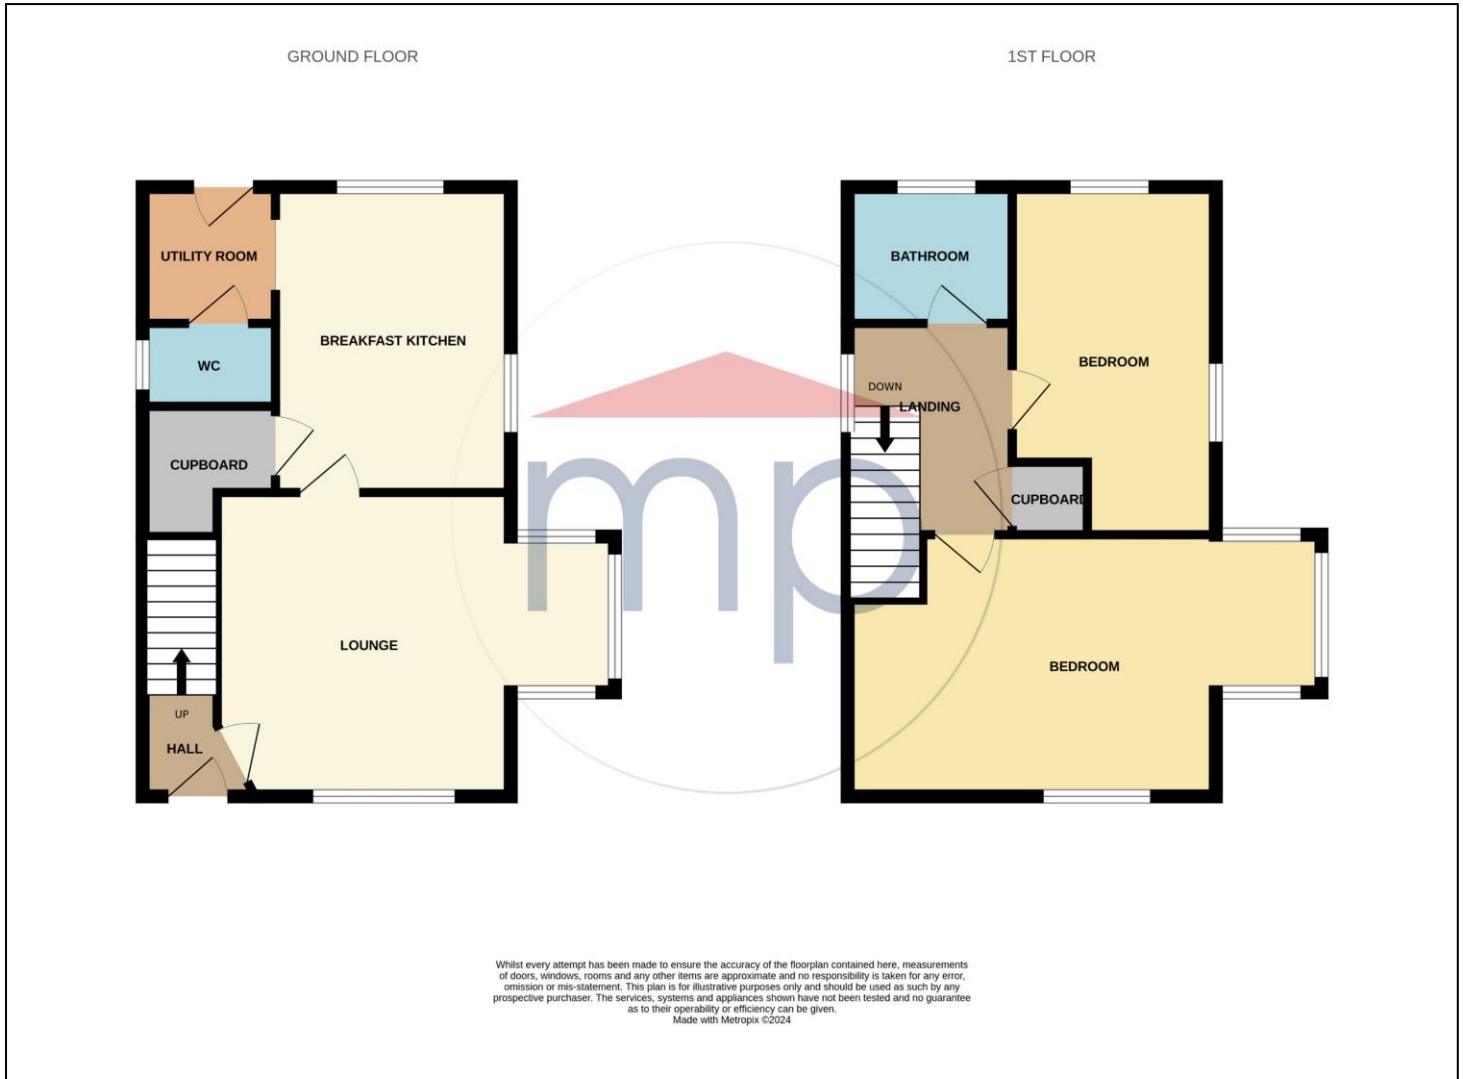 GROUND FLOOR
1ST FLOOR
UTILITY ROOM
BREAKFAST KITCHEN
WC
CUPBOARD
LOUNGE
UP
HALL
BATHROOM
BEDROOM
DOWN
LANDING
CUPBOARD
BEDROOM
mp
Whilst every attempt has been made to ensure the accuracy of the floorplan contained here, measurements
of doors, windows, rooms and any other items are approximate and no responsibility is taken for any error,
omission or mis-statement. This plan is for illustrative purposes only and should be used as such by any
prospective purchaser. The services, systems and appliances shown have not been tested and no guarantee
as to their operability or efficiency can be given.
Made with Metropix ©2024